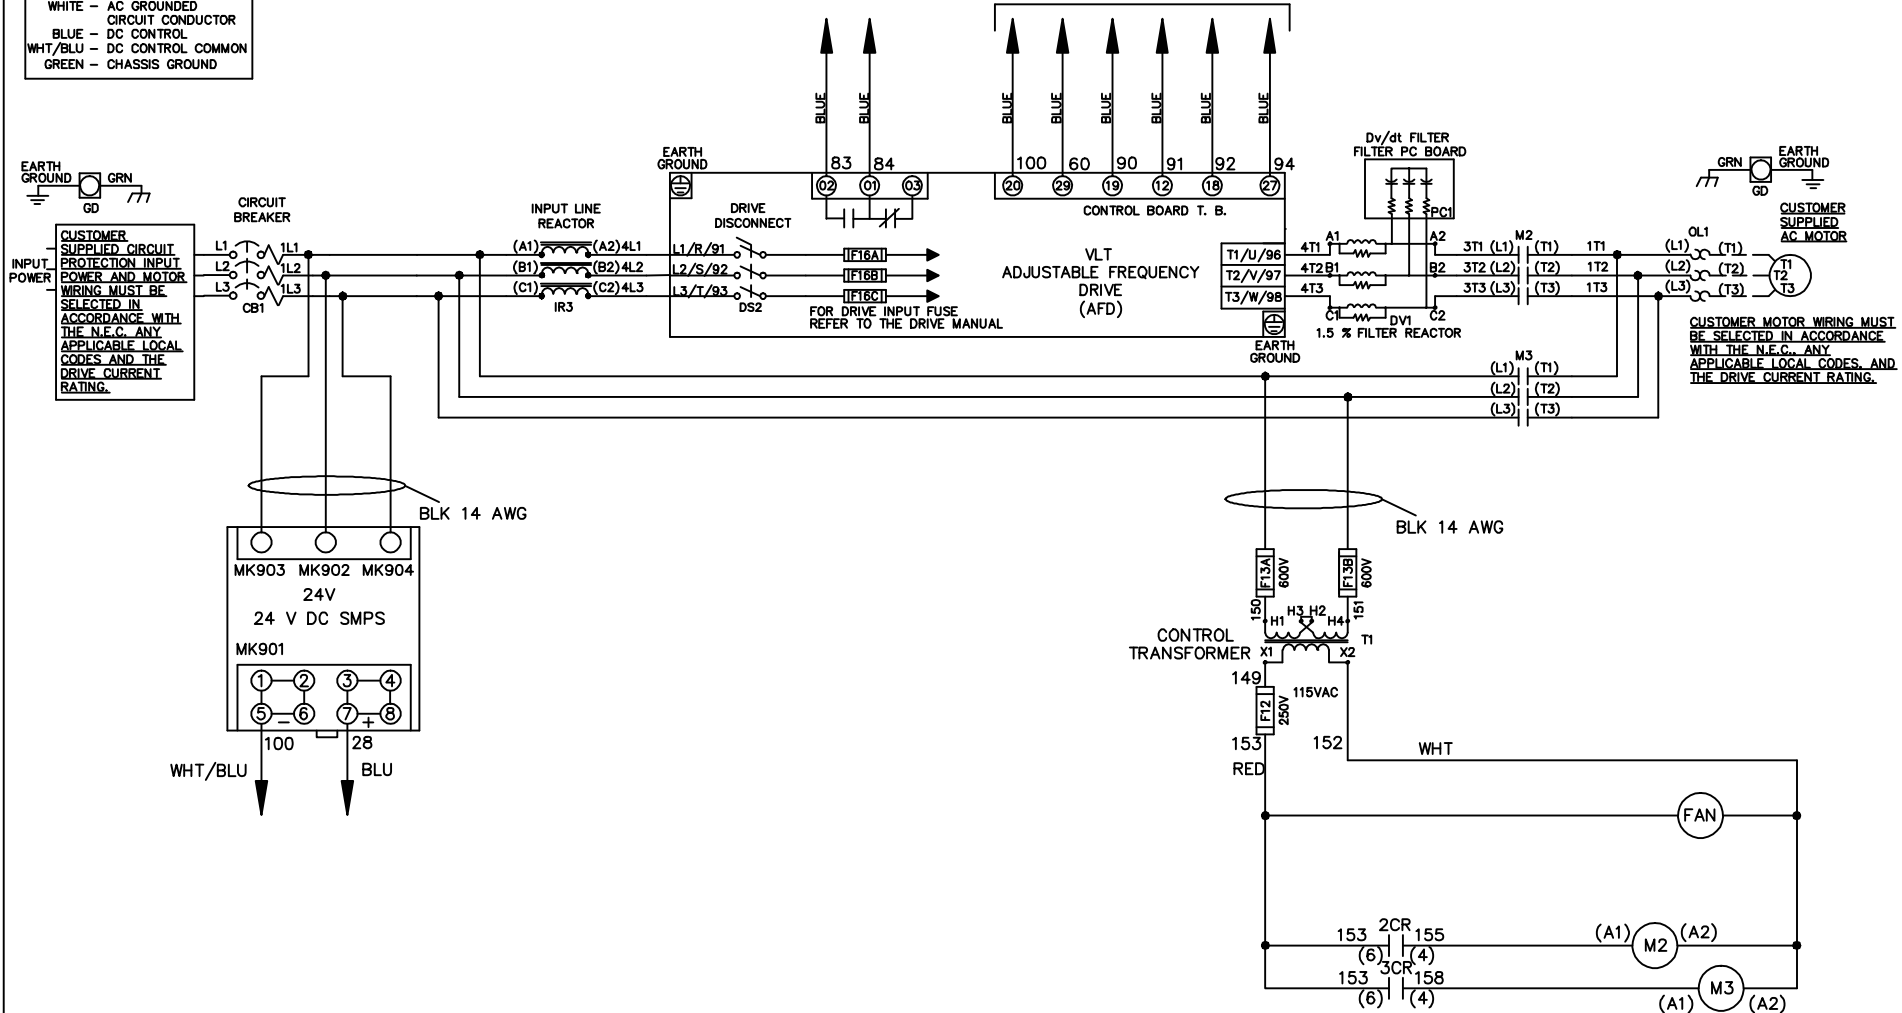 WHITE – AC GROUNDED
CIRCUIT CONDUCTOR
BLUE – DC CONTROL
WHT/BLU – DC CONTROL COMMON
GREEN – CHASSIS GROUND
BLUE
BLUE
BLUE
BLUE
BLUE
BLUE
BLUE
BLUE
EARTH
GROUND
GRN
GD
INPUT
POWER
CUSTOMER
SUPPLIED CIRCUIT
PROTECTION INPUT
POWER AND MOTOR
WIRING MUST BE
SELECTED IN
ACCORDANCE WITH
THE N.E.C. ANY
APPLICABLE LOCAL
CODES AND THE
DRIVE CURRENT
RATING.
CIRCUIT
BREAKER
L1 1L1
L2 1L2
L3 1L3
CB1
INPUT LINE
REACTOR
(A1) (A2) 4L1
(B1) (B2) 4L2
(C1) (C2) 4L3
IR3
EARTH
GROUND
DRIVE
DISCONNECT
L1/R/91
L2/S/92
L3/T/93
DS2
83 84
02 01 03
F16A
F16B
F16C
FOR DRIVE INPUT FUSE
REFER TO THE DRIVE MANUAL
100 60 90 91 92 94
20 29 19 12 18 27
CONTROL BOARD T. B.
VLT
ADJUSTABLE FREQUENCY
DRIVE
(AFD)
T1/U/96
T2/V/97
T3/W/98
EARTH
GROUND
Dv/dt FILTER
FILTER PC BOARD
PC1
4T1 A1 A2
4T2 B1 B2
4T3 C1 C2
DV1
1.5 % FILTER REACTOR
M2
3T1 (L1) (T1) 1T1
3T2 (L2) (T2) 1T2
3T3 (L3) (T3) 1T3
M3
(L1) (T1)
(L2) (T2)
(L3) (T3)
OL1
(L1) (T1)
(L2) (T2)
(L3) (T3)
T1
T2
T3
GRN
EARTH
GROUND
GD
CUSTOMER
SUPPLIED
AC MOTOR
CUSTOMER MOTOR WIRING MUST
BE SELECTED IN ACCORDANCE
WITH THE N.E.C., ANY
APPLICABLE LOCAL CODES, AND
THE DRIVE CURRENT RATING.
BLK 14 AWG
MK903 MK902 MK904
24V
24 V DC SMPS
MK901
1 2 3 4
5 – 6 7 + 8
100 28
WHT/BLU BLU
BLK 14 AWG
F13A 600V
F13B 600V
150 151
H1 H3 H2 H4
CONTROL
TRANSFORMER
T1
X1 X2
149
115VAC
F12 250V
153 152
RED
WHT
FAN
2CR
153 155
(6) (4)
(A1) M2 (A2)
3CR
153 158
(6) (4)
M3
(A1) (A2)